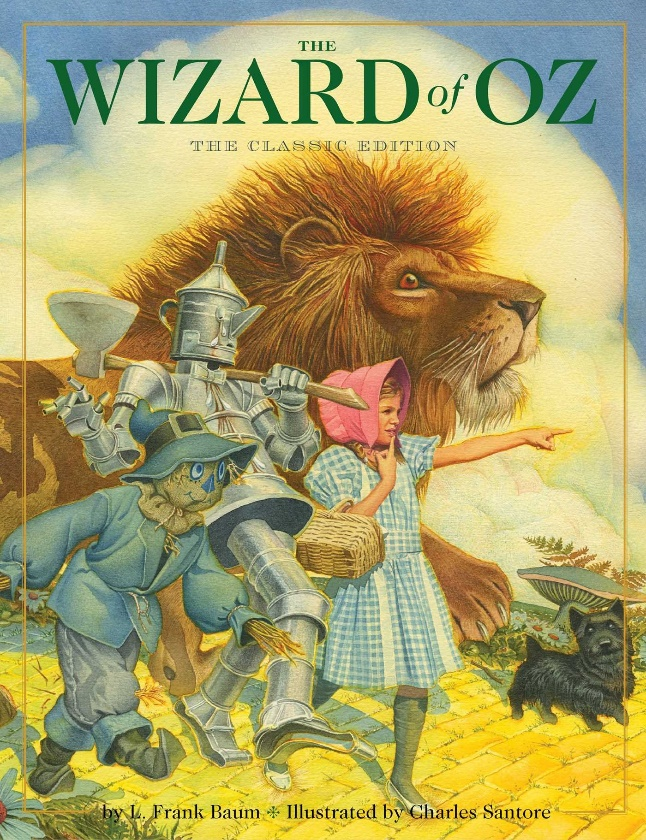 THE
WIZARD of OZ
THE CLASSIC EDITION
by L. Frank Baum ❉ Illustrated by Charles Santore